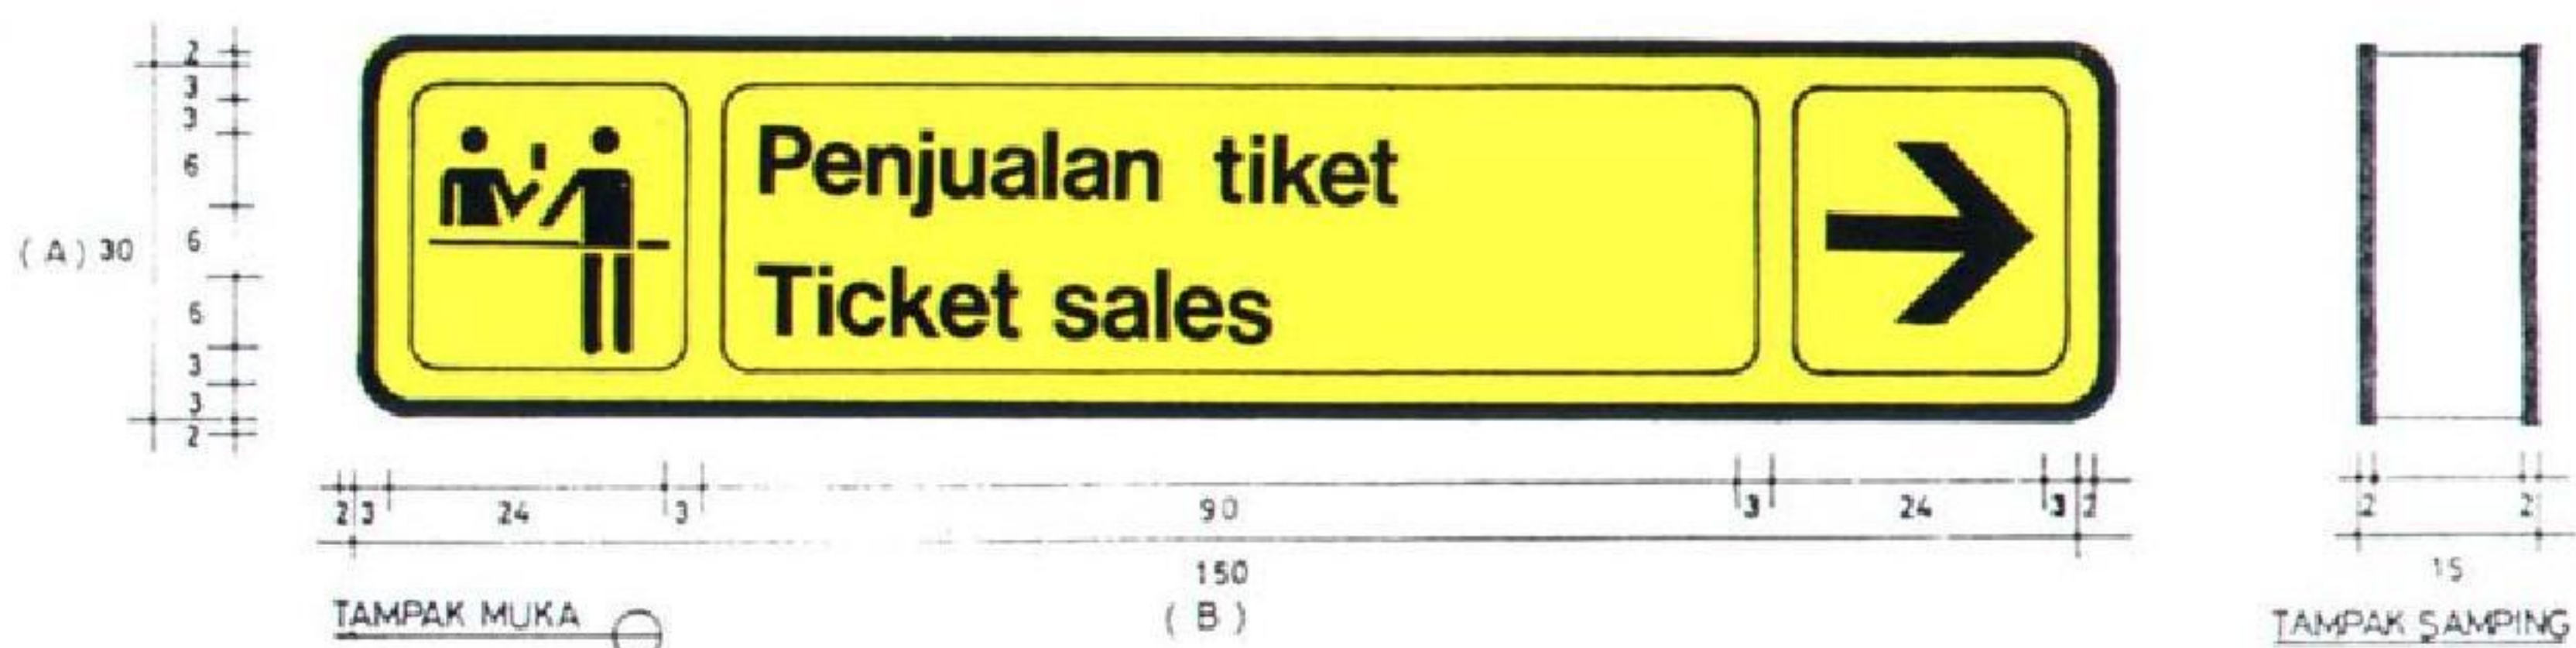 2
3
3
6
(A) 30
6
6
3
3
2
Penjualan tiket
Ticket sales
2 3 24 3 90 3 24 3 2
150
(B)
TAMPAK MUKA
2 2
15
TAMPAK SAMPING